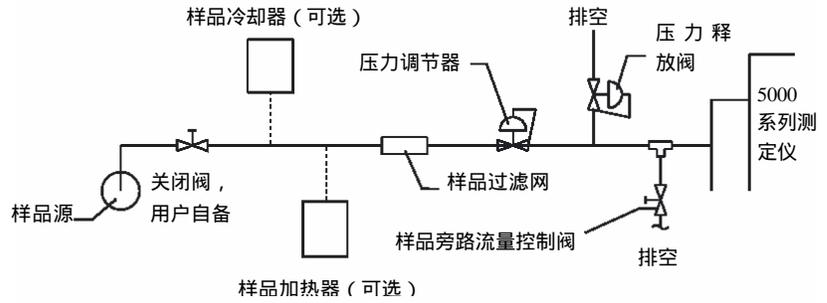 样品冷却器（可选）
排空
压力释
放阀
压力调节器
5000
系列测
定仪
关闭阀，
用户自备
样品源
样品过滤网
样品旁路流量控制阀
排空
样品加热器（可选）